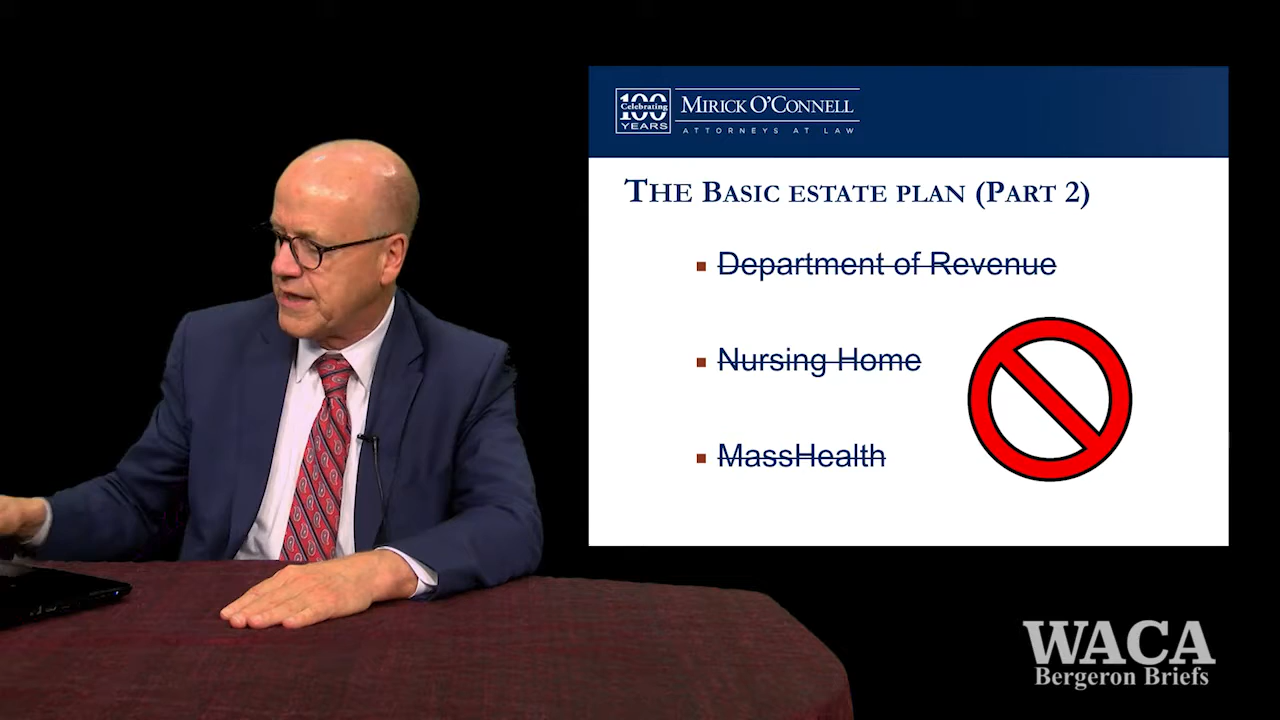 Celebrating
100
YEARS
MIRICK O'CONNELL
ATTORNEYS AT LAW
THE BASIC ESTATE PLAN (PART 2)
Department of Revenue
Nursing Home
MassHealth
WACA
Bergeron Briefs